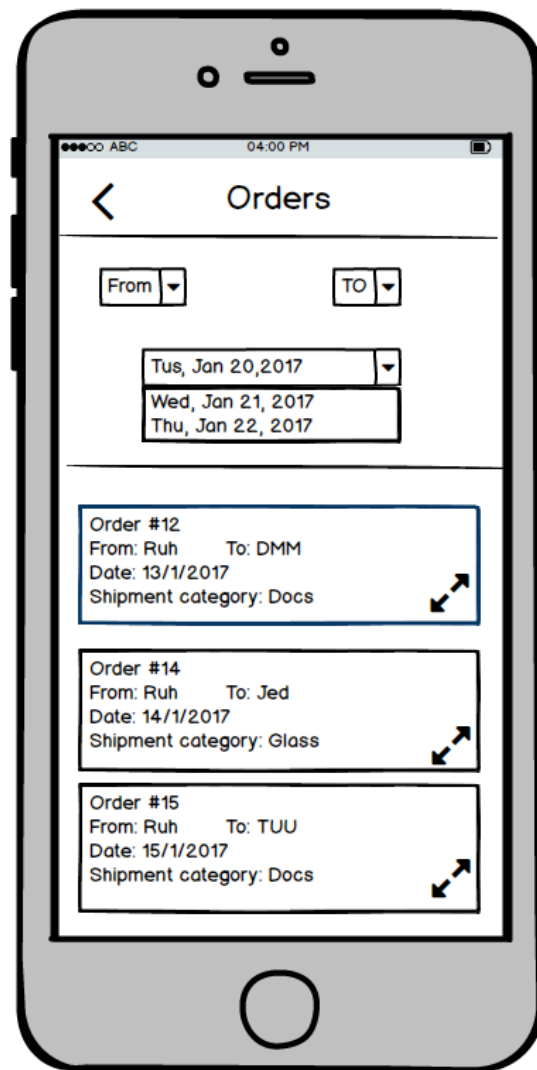 ABC 04:00 PM
Orders
From TO
Tus, Jan 20,2017
Wed, Jan 21, 2017
Thu, Jan 22, 2017
Order #12
From: Ruh To: DMM
Date: 13/1/2017
Shipment category: Docs
Order #14
From: Ruh To: Jed
Date: 14/1/2017
Shipment category: Glass
Order #15
From: Ruh To: TUU
Date: 15/1/2017
Shipment category: Docs